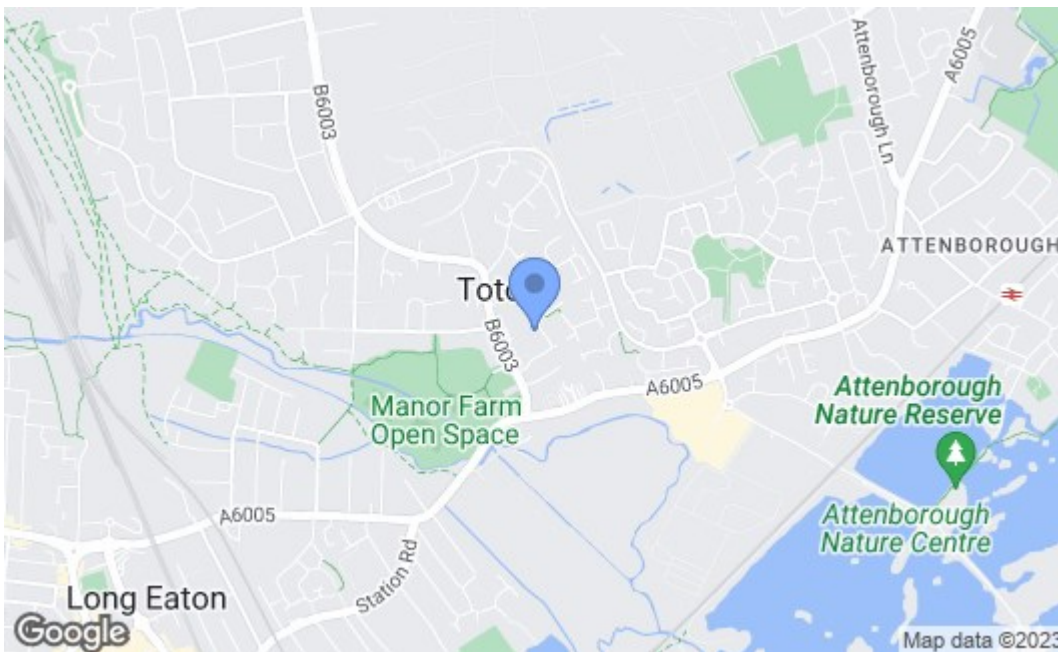 B6003
Attenborough Ln
A6005
ATTENBOROUGH
B6003
A6005
Attenborough
Nature Reserve
Manor Farm
Open Space
Attenborough
Nature Centre
A6005
Station Rd
Long Eaton
Google
Map data ©2023